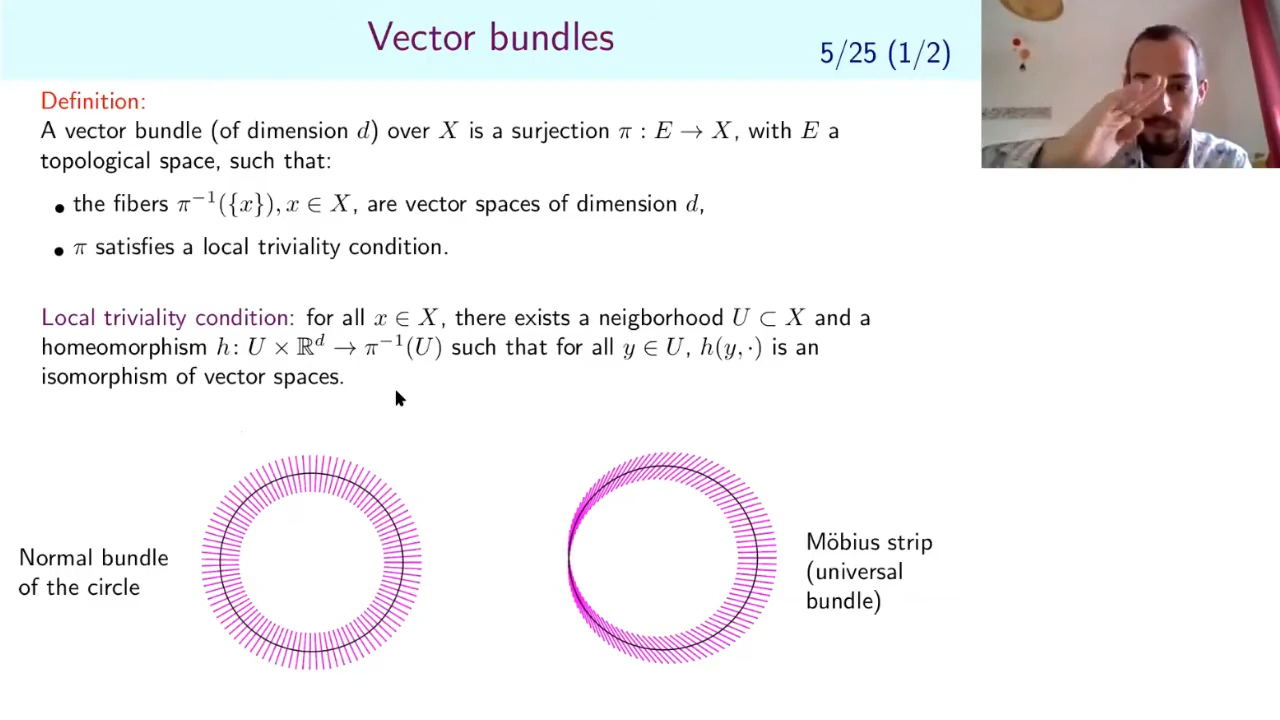 Vector bundles
5/25 (1/2)
Definition:
A vector bundle (of dimension d) over X is a surjection π : E → X, with E a
topological space, such that:
• the fibers π⁻¹({x}), x ∈ X, are vector spaces of dimension d,
• π satisfies a local triviality condition.
Local triviality condition: for all x ∈ X, there exists a neigborhood U ⊂ X and a
homeomorphism h: U × ℝᵈ → π⁻¹(U) such that for all y ∈ U, h(y, ·) is an
isomorphism of vector spaces.
Normal bundle
of the circle
Möbius strip
(universal
bundle)